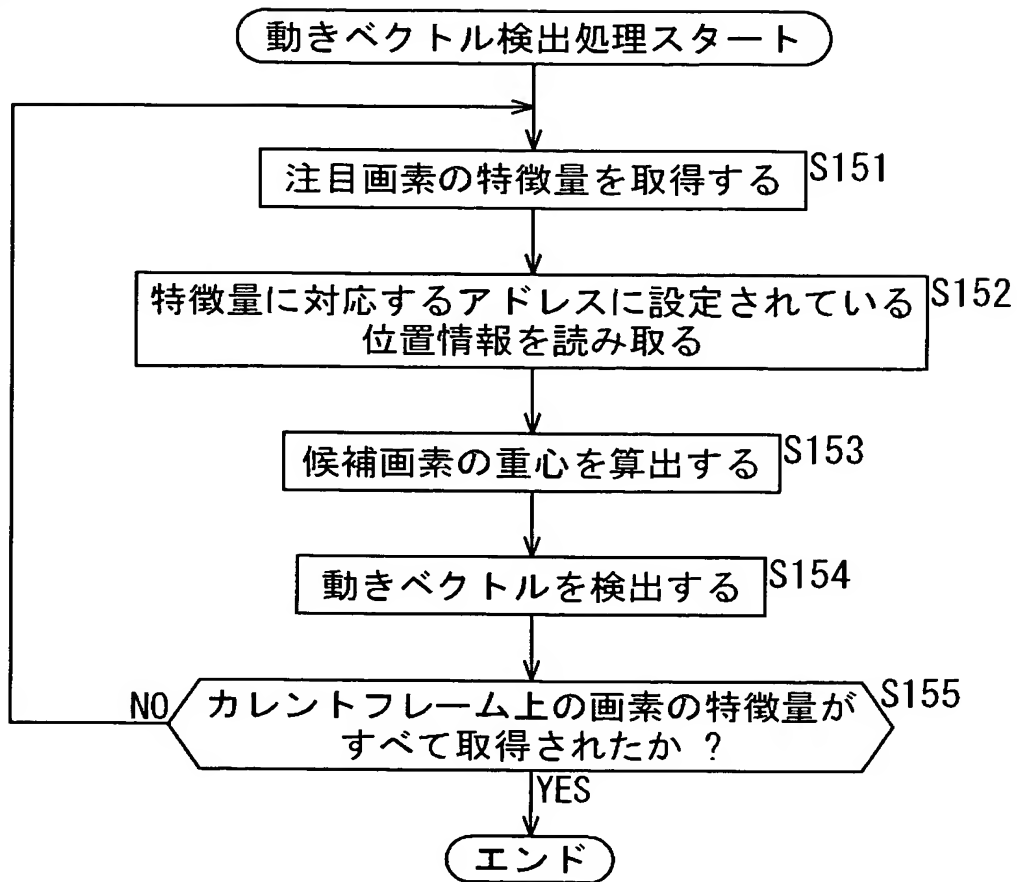 動きベクトル検出処理スタート
注目画素の特徴量を取得する
S151
特徴量に対応するアドレスに設定されている
位置情報を読み取る
S152
候補画素の重心を算出する
S153
動きベクトルを検出する
S154
カレントフレーム上の画素の特徴量が
すべて取得されたか ?
S155
NO
YES
エンド